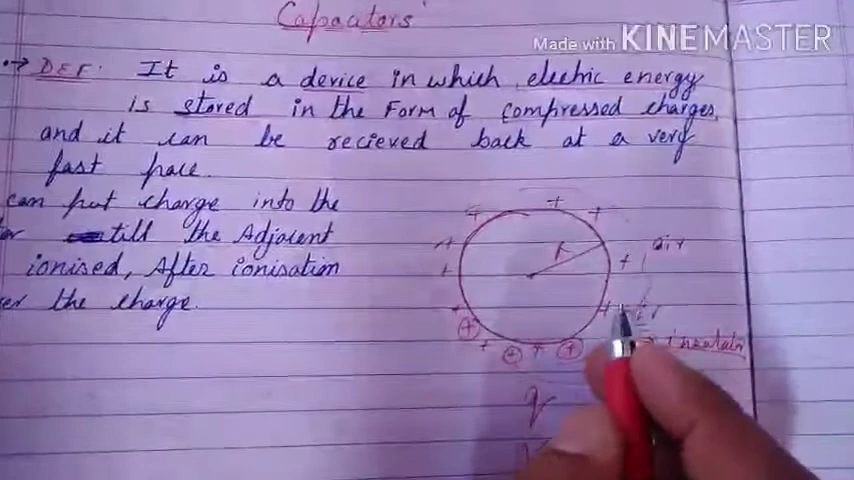 Capacitors
Made with KINEMASTER
DEF. It is a device in which electric energy
is stored in the Form of compressed charges,
and it can be recieved back at a very
fast pace.
can put charge into the
till the Adjacent
ionised, After ionisation
the charge.
+ + +
+ +
+
+ +
+ + + + +
r
air
insulator
q